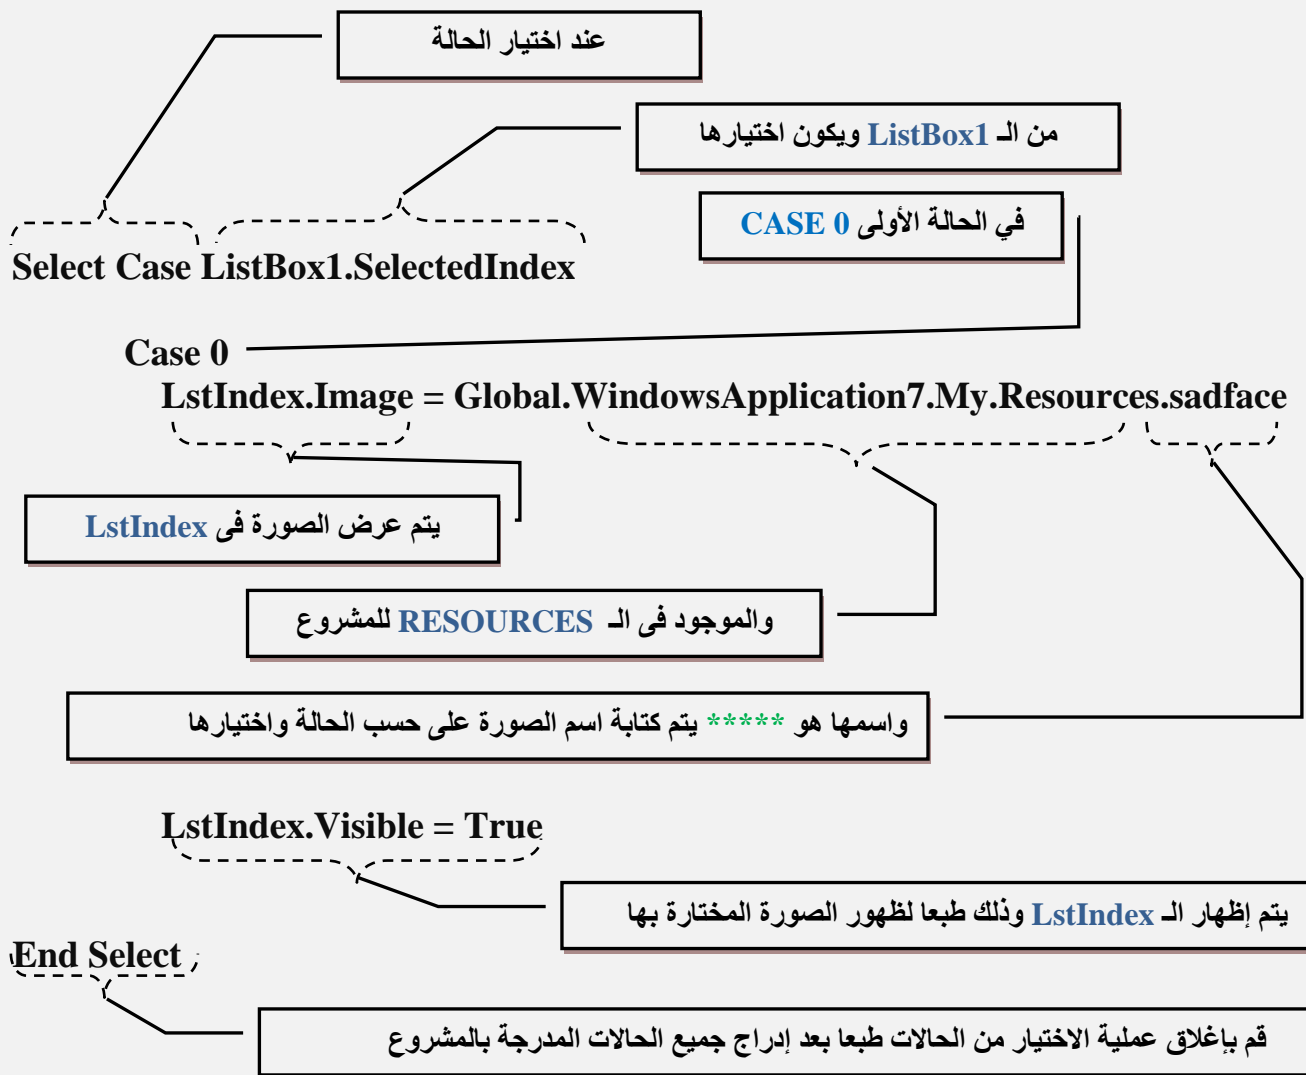 عند اختيار الحالة
من الـ ListBox1 ويكون اختيارها
في الحالة الأولى CASE 0
Select Case ListBox1.SelectedIndex
Case 0
LstIndex.Image = Global.WindowsApplication7.My.Resources.sadface
يتم عرض الصورة فى LstIndex
والموجود فى الـ RESOURCES للمشروع
واسمها هو ***** يتم كتابة اسم الصورة على حسب الحالة واختيارها
LstIndex.Visible = True
يتم إظهار الـ LstIndex وذلك طبعا لظهور الصورة المختارة بها
End Select
قم بإغلاق عملية الاختيار من الحالات طبعا بعد إدراج جميع الحالات المدرجة بالمشروع